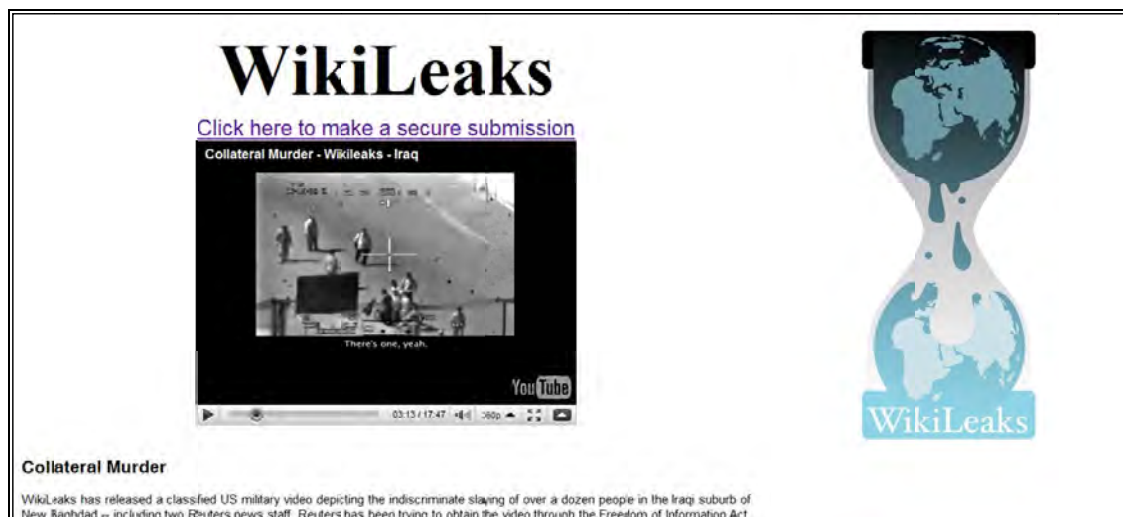 WikiLeaks
Click here to make a secure submission
Collateral Murder - Wikileaks - Iraq
There's one, yeah.
YouTube
03:13 / 17:47 360p
WikiLeaks
Collateral Murder
WikiLeaks has released a classified US military video depicting the indiscriminate slaying of over a dozen people in the Iraqi suburb of
New Baghdad -- including two Reuters news staff. Reuters has been trying to obtain the video through the Freedom of Information Act,